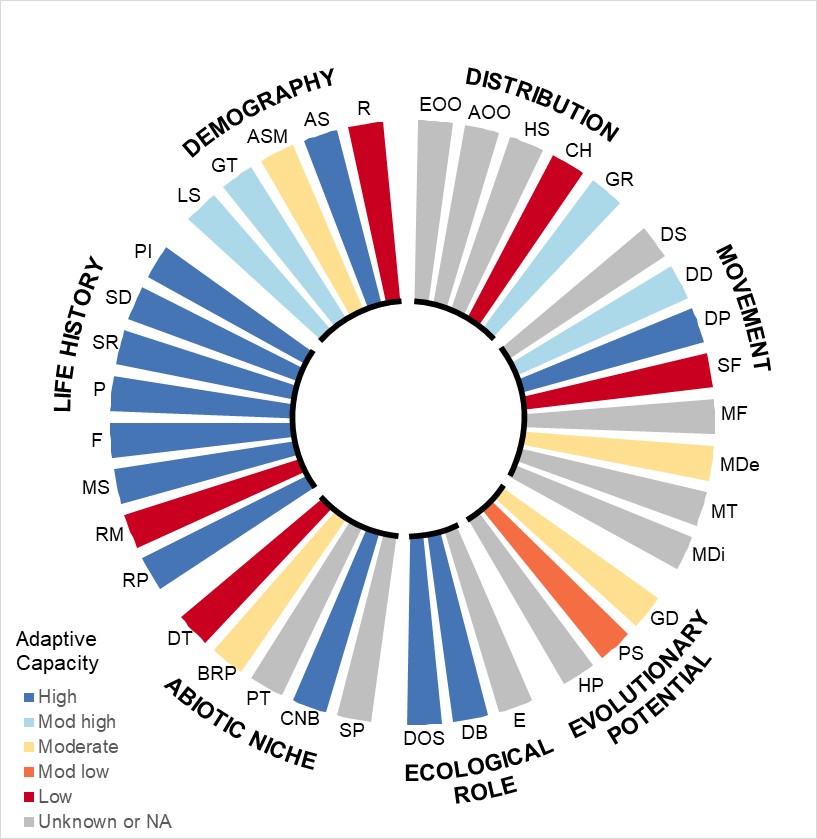 DEMOGRAPHY
LS
GT
ASM
AS
R
DISTRIBUTION
EOO
AOO
HS
CH
GR
MOVEMENT
DS
DD
DP
SF
MF
MDe
MT
MDi
EVOLUTIONARY
POTENTIAL
GD
PS
HP
ECOLOGICAL
ROLE
E
DB
DOS
ABIOTIC NICHE
SP
CNB
PT
BRP
DT
LIFE HISTORY
RP
RM
MS
F
P
SR
SD
PI
Adaptive
Capacity
High
Mod high
Moderate
Mod low
Low
Unknown or NA